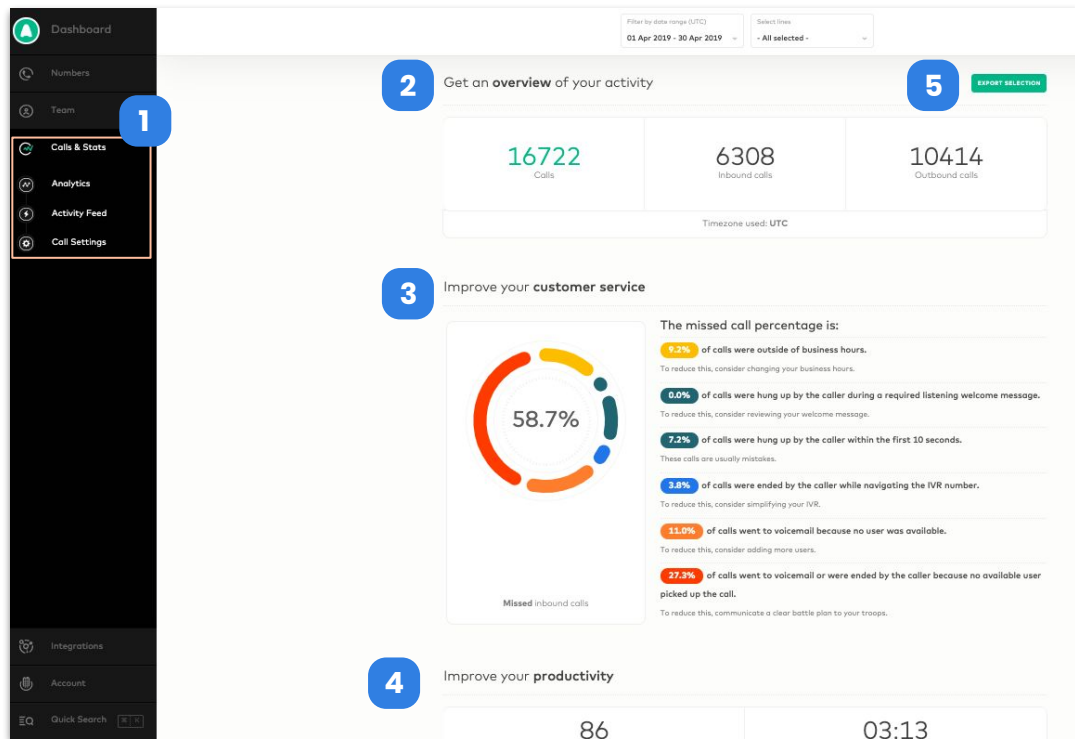 Dashboard
Numbers
Team
1
Calls & Stats
Analytics
Activity Feed
Call Settings
Integrations
Account
Quick Search ⌘ K
Filter by date range (UTC)
01 Apr 2019 - 30 Apr 2019
Select lines
- All selected -
2
Get an overview of your activity
5
EXPORT SELECTION
16722
Calls
6308
Inbound calls
10414
Outbound calls
Timezone used: UTC
3
Improve your customer service
58.7%
Missed inbound calls
The missed call percentage is:
9.2% of calls were outside of business hours.
To reduce this, consider changing your business hours.
0.0% of calls were hung up by the caller during a required listening welcome message.
To reduce this, consider reviewing your welcome message.
7.2% of calls were hung up by the caller within the first 10 seconds.
These calls are usually mistakes.
3.8% of calls were ended by the caller while navigating the IVR number.
To reduce this, consider simplifying your IVR.
11.0% of calls went to voicemail because no user was available.
To reduce this, consider adding more users.
27.3% of calls went to voicemail or were ended by the caller because no available user
picked up the call.
To reduce this, communicate a clear battle plan to your troops.
4
Improve your productivity
86
03:13